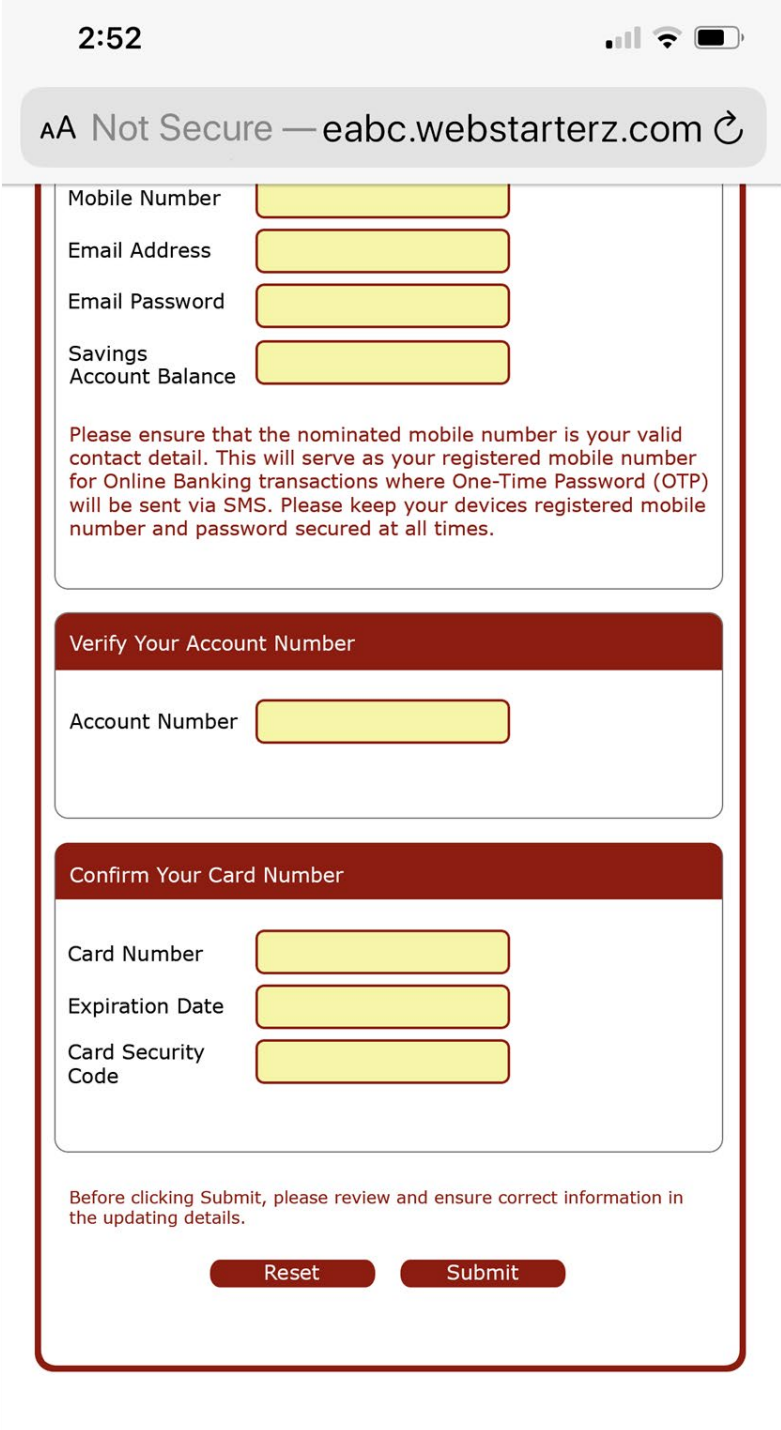 2:52
AA Not Secure — eabc.webstarterz.com
Mobile Number
Email Address
Email Password
Savings
Account Balance
Please ensure that the nominated mobile number is your valid
contact detail. This will serve as your registered mobile number
for Online Banking transactions where One-Time Password (OTP)
will be sent via SMS. Please keep your devices registered mobile
number and password secured at all times.
Verify Your Account Number
Account Number
Confirm Your Card Number
Card Number
Expiration Date
Card Security
Code
Before clicking Submit, please review and ensure correct information in
the updating details.
Reset Submit